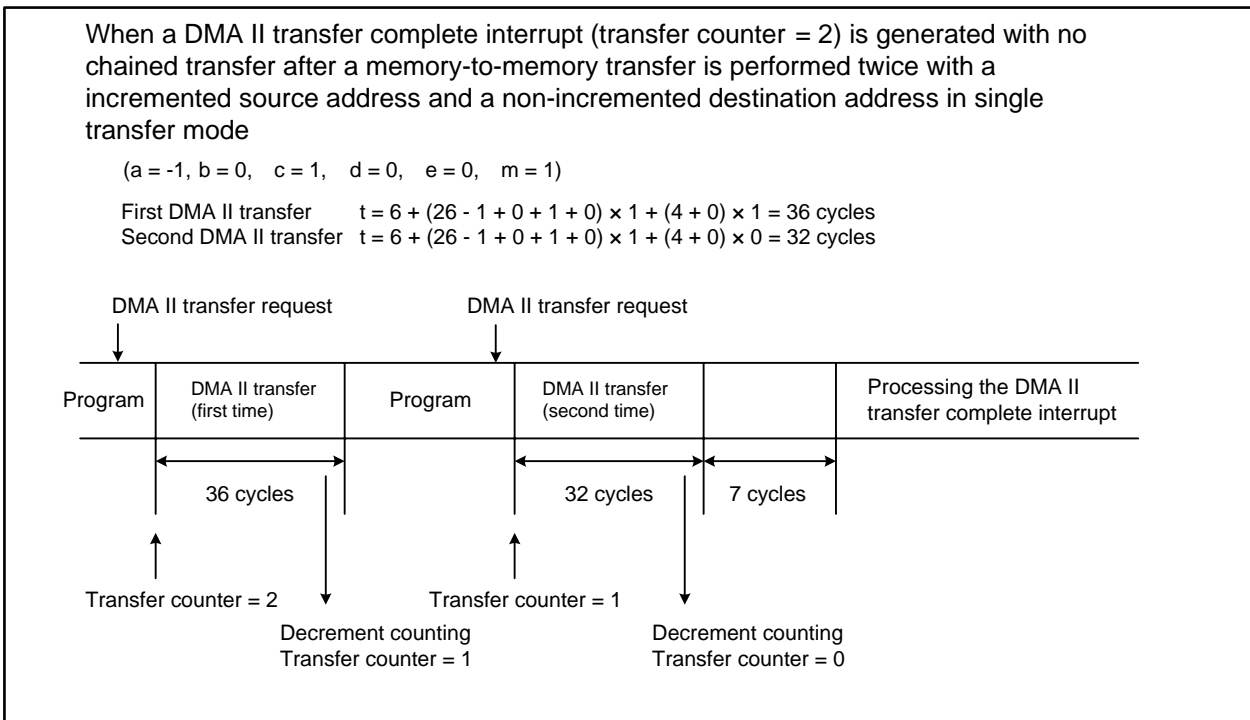 When a DMA II transfer complete interrupt (transfer counter = 2) is generated with no
chained transfer after a memory-to-memory transfer is performed twice with a
incremented source address and a non-incremented destination address in single
transfer mode
(a = -1, b = 0, c = 1, d = 0, e = 0, m = 1)
First DMA II transfer t = 6 + (26 - 1 + 0 + 1 + 0) × 1 + (4 + 0) × 1 = 36 cycles
Second DMA II transfer t = 6 + (26 - 1 + 0 + 1 + 0) × 1 + (4 + 0) × 0 = 32 cycles
DMA II transfer request DMA II transfer request
Program
DMA II transfer
(first time)
Program
DMA II transfer
(second time)
Processing the DMA II
transfer complete interrupt
36 cycles 32 cycles 7 cycles
Transfer counter = 2 Transfer counter = 1
Decrement counting
Transfer counter = 1
Decrement counting
Transfer counter = 0